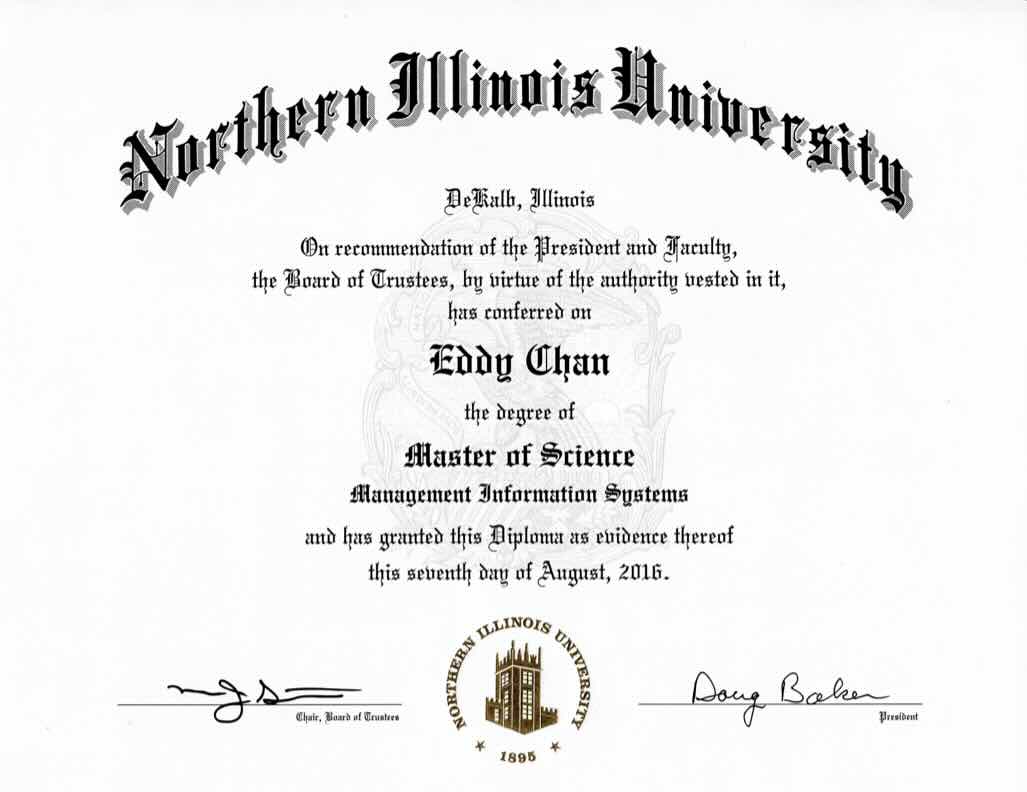 Northern Illinois University
DeKalb, Illinois
On recommendation of the President and Faculty,
the Board of Trustees, by virtue of the authority vested in it,
has conferred on
Eddy Chan
the degree of
Master of Science
Management Information Systems
and has granted this Diploma as evidence thereof
this seventh day of August, 2016.
NORTHERN ILLINOIS UNIVERSITY
1895
Chair, Board of Trustees
Doug Baker
President